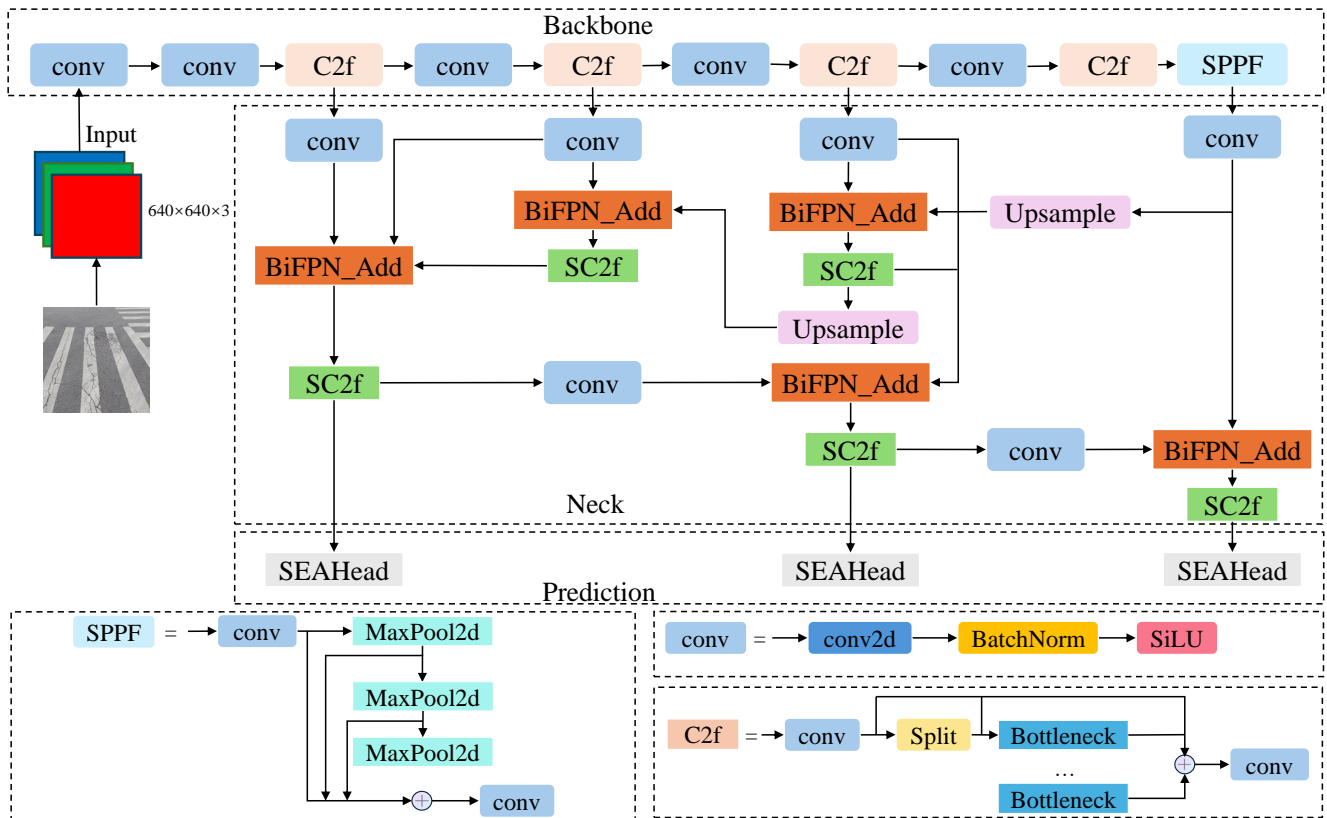 Backbone
conv conv C2f conv C2f conv C2f conv C2f SPPF
Input
640×640×3
conv conv conv conv
BiFPN_Add BiFPN_Add Upsample
BiFPN_Add SC2f SC2f
Upsample
SC2f conv BiFPN_Add
SC2f conv BiFPN_Add
Neck SC2f
SEAHead SEAHead SEAHead
Prediction
SPPF = conv MaxPool2d
MaxPool2d
MaxPool2d
+ conv
conv = conv2d BatchNorm SiLU
C2f = conv Split Bottleneck
... + conv
Bottleneck